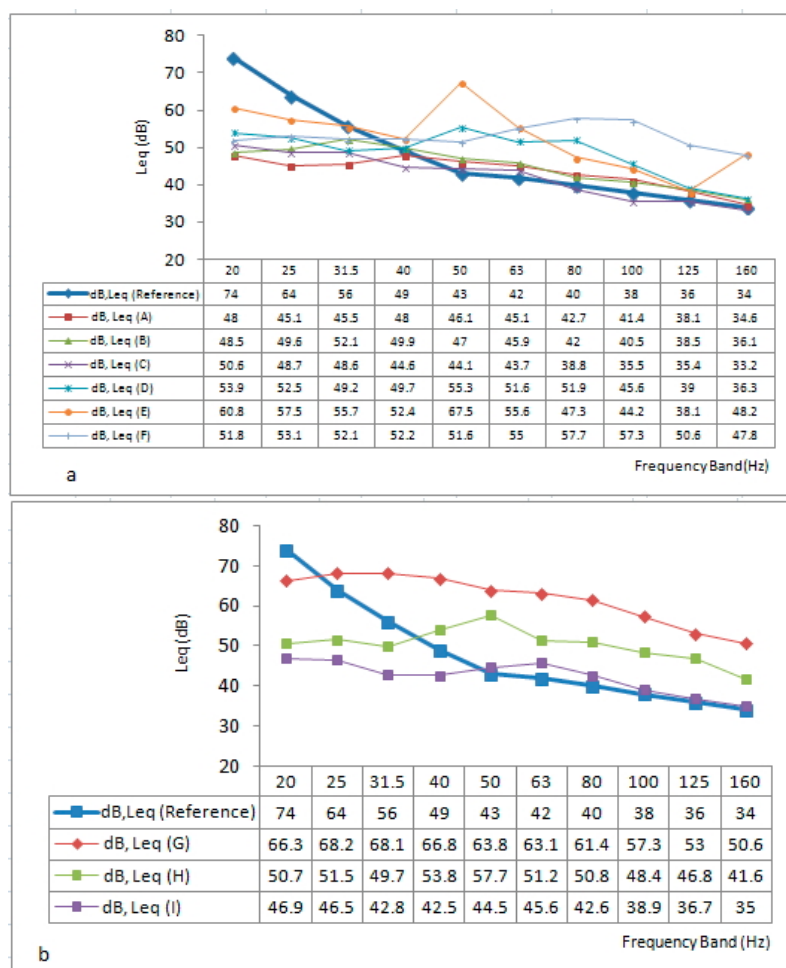 80
70
60
50
40
30
20
Leq (dB)
20 25 31.5 40 50 63 80 100 125 160
dB,Leq (Reference) 74 64 56 49 43 42 40 38 36 34
dB, Leq (A) 48 45.1 45.5 48 46.1 45.1 42.7 41.4 38.1 34.6
dB, Leq (B) 48.5 49.6 52.1 49.9 47 45.9 42 40.5 38.5 36.1
dB, Leq (C) 50.6 48.7 48.6 44.6 44.1 43.7 38.8 35.5 35.4 33.2
dB, Leq (D) 53.9 52.5 49.2 49.7 55.3 51.6 51.9 45.6 39 36.3
dB, Leq (E) 60.8 57.5 55.7 52.4 67.5 55.6 47.3 44.2 38.1 48.2
dB, Leq (F) 51.8 53.1 52.1 52.2 51.6 55 57.7 57.3 50.6 47.8
Frequency Band(Hz)
a
80
70
60
50
40
30
20
Leq (dB)
20 25 31.5 40 50 63 80 100 125 160
dB,Leq (Reference) 74 64 56 49 43 42 40 38 36 34
dB, Leq (G) 66.3 68.2 68.1 66.8 63.8 63.1 61.4 57.3 53 50.6
dB, Leq (H) 50.7 51.5 49.7 53.8 57.7 51.2 50.8 48.4 46.8 41.6
dB, Leq (I) 46.9 46.5 42.8 42.5 44.5 45.6 42.6 38.9 36.7 35
Frequency Band (Hz)
b